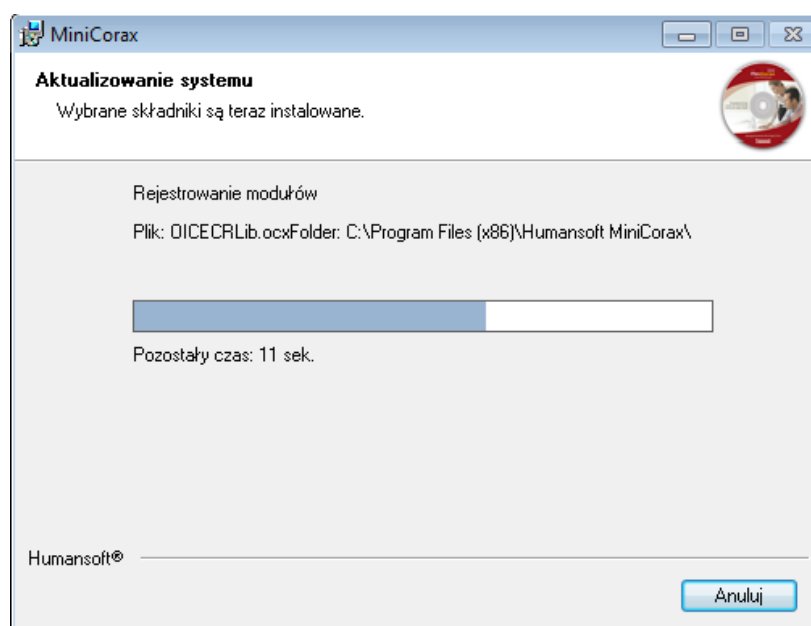 MiniCorax
Aktualizowanie systemu
Wybrane składniki są teraz instalowane.
Rejestrowanie modułów
Plik: OICECRLib.ocxFolder: C:\Program Files (x86)\Humansoft MiniCorax\
Pozostały czas: 11 sek.
Humansoft®
Anuluj